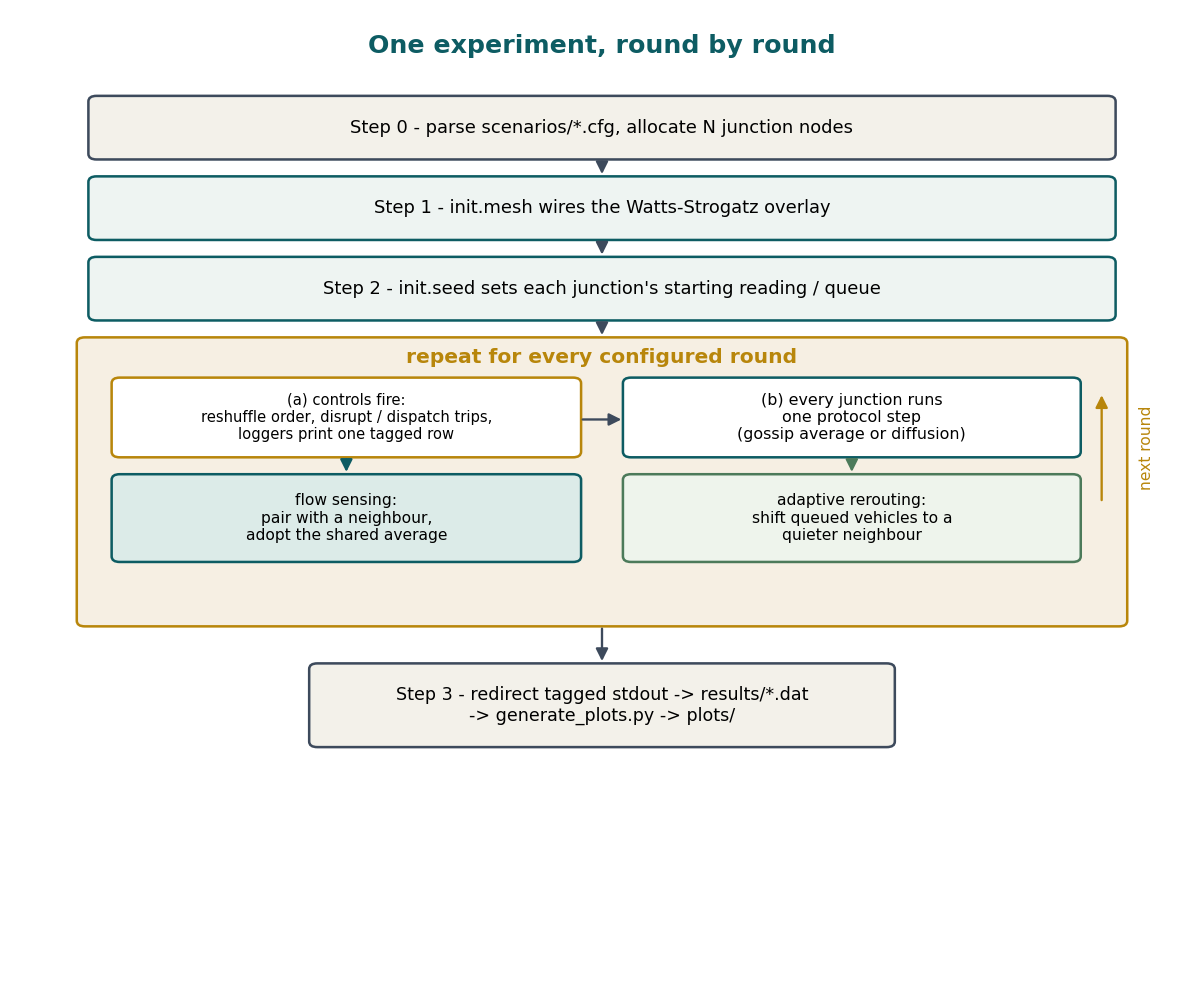 One experiment, round by round
Step 0 - parse scenarios/*.cfg, allocate N junction nodes
Step 1 - init.mesh wires the Watts-Strogatz overlay
Step 2 - init.seed sets each junction's starting reading / queue
repeat for every configured round
(a) controls fire:
reshuffle order, disrupt / dispatch trips,
loggers print one tagged row
(b) every junction runs
one protocol step
(gossip average or diffusion)
next round
flow sensing:
pair with a neighbour,
adopt the shared average
adaptive rerouting:
shift queued vehicles to a
quieter neighbour
Step 3 - redirect tagged stdout -> results/*.dat
-> generate_plots.py -> plots/